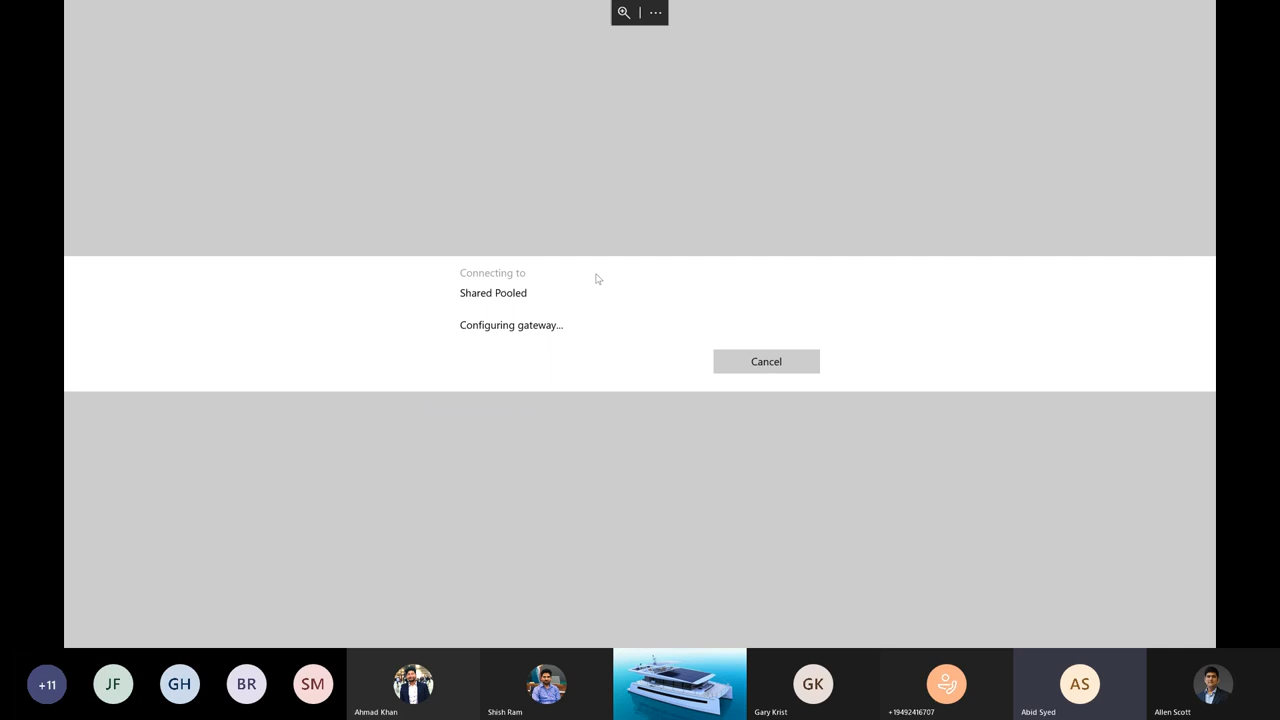 Connecting to
Shared Pooled
Configuring gateway...
Cancel
+11
JF
GH
BR
SM
Ahmad Khan
Shish Ram
GK
Gary Krist
+19492416707
AS
Abid Syed
Allen Scott